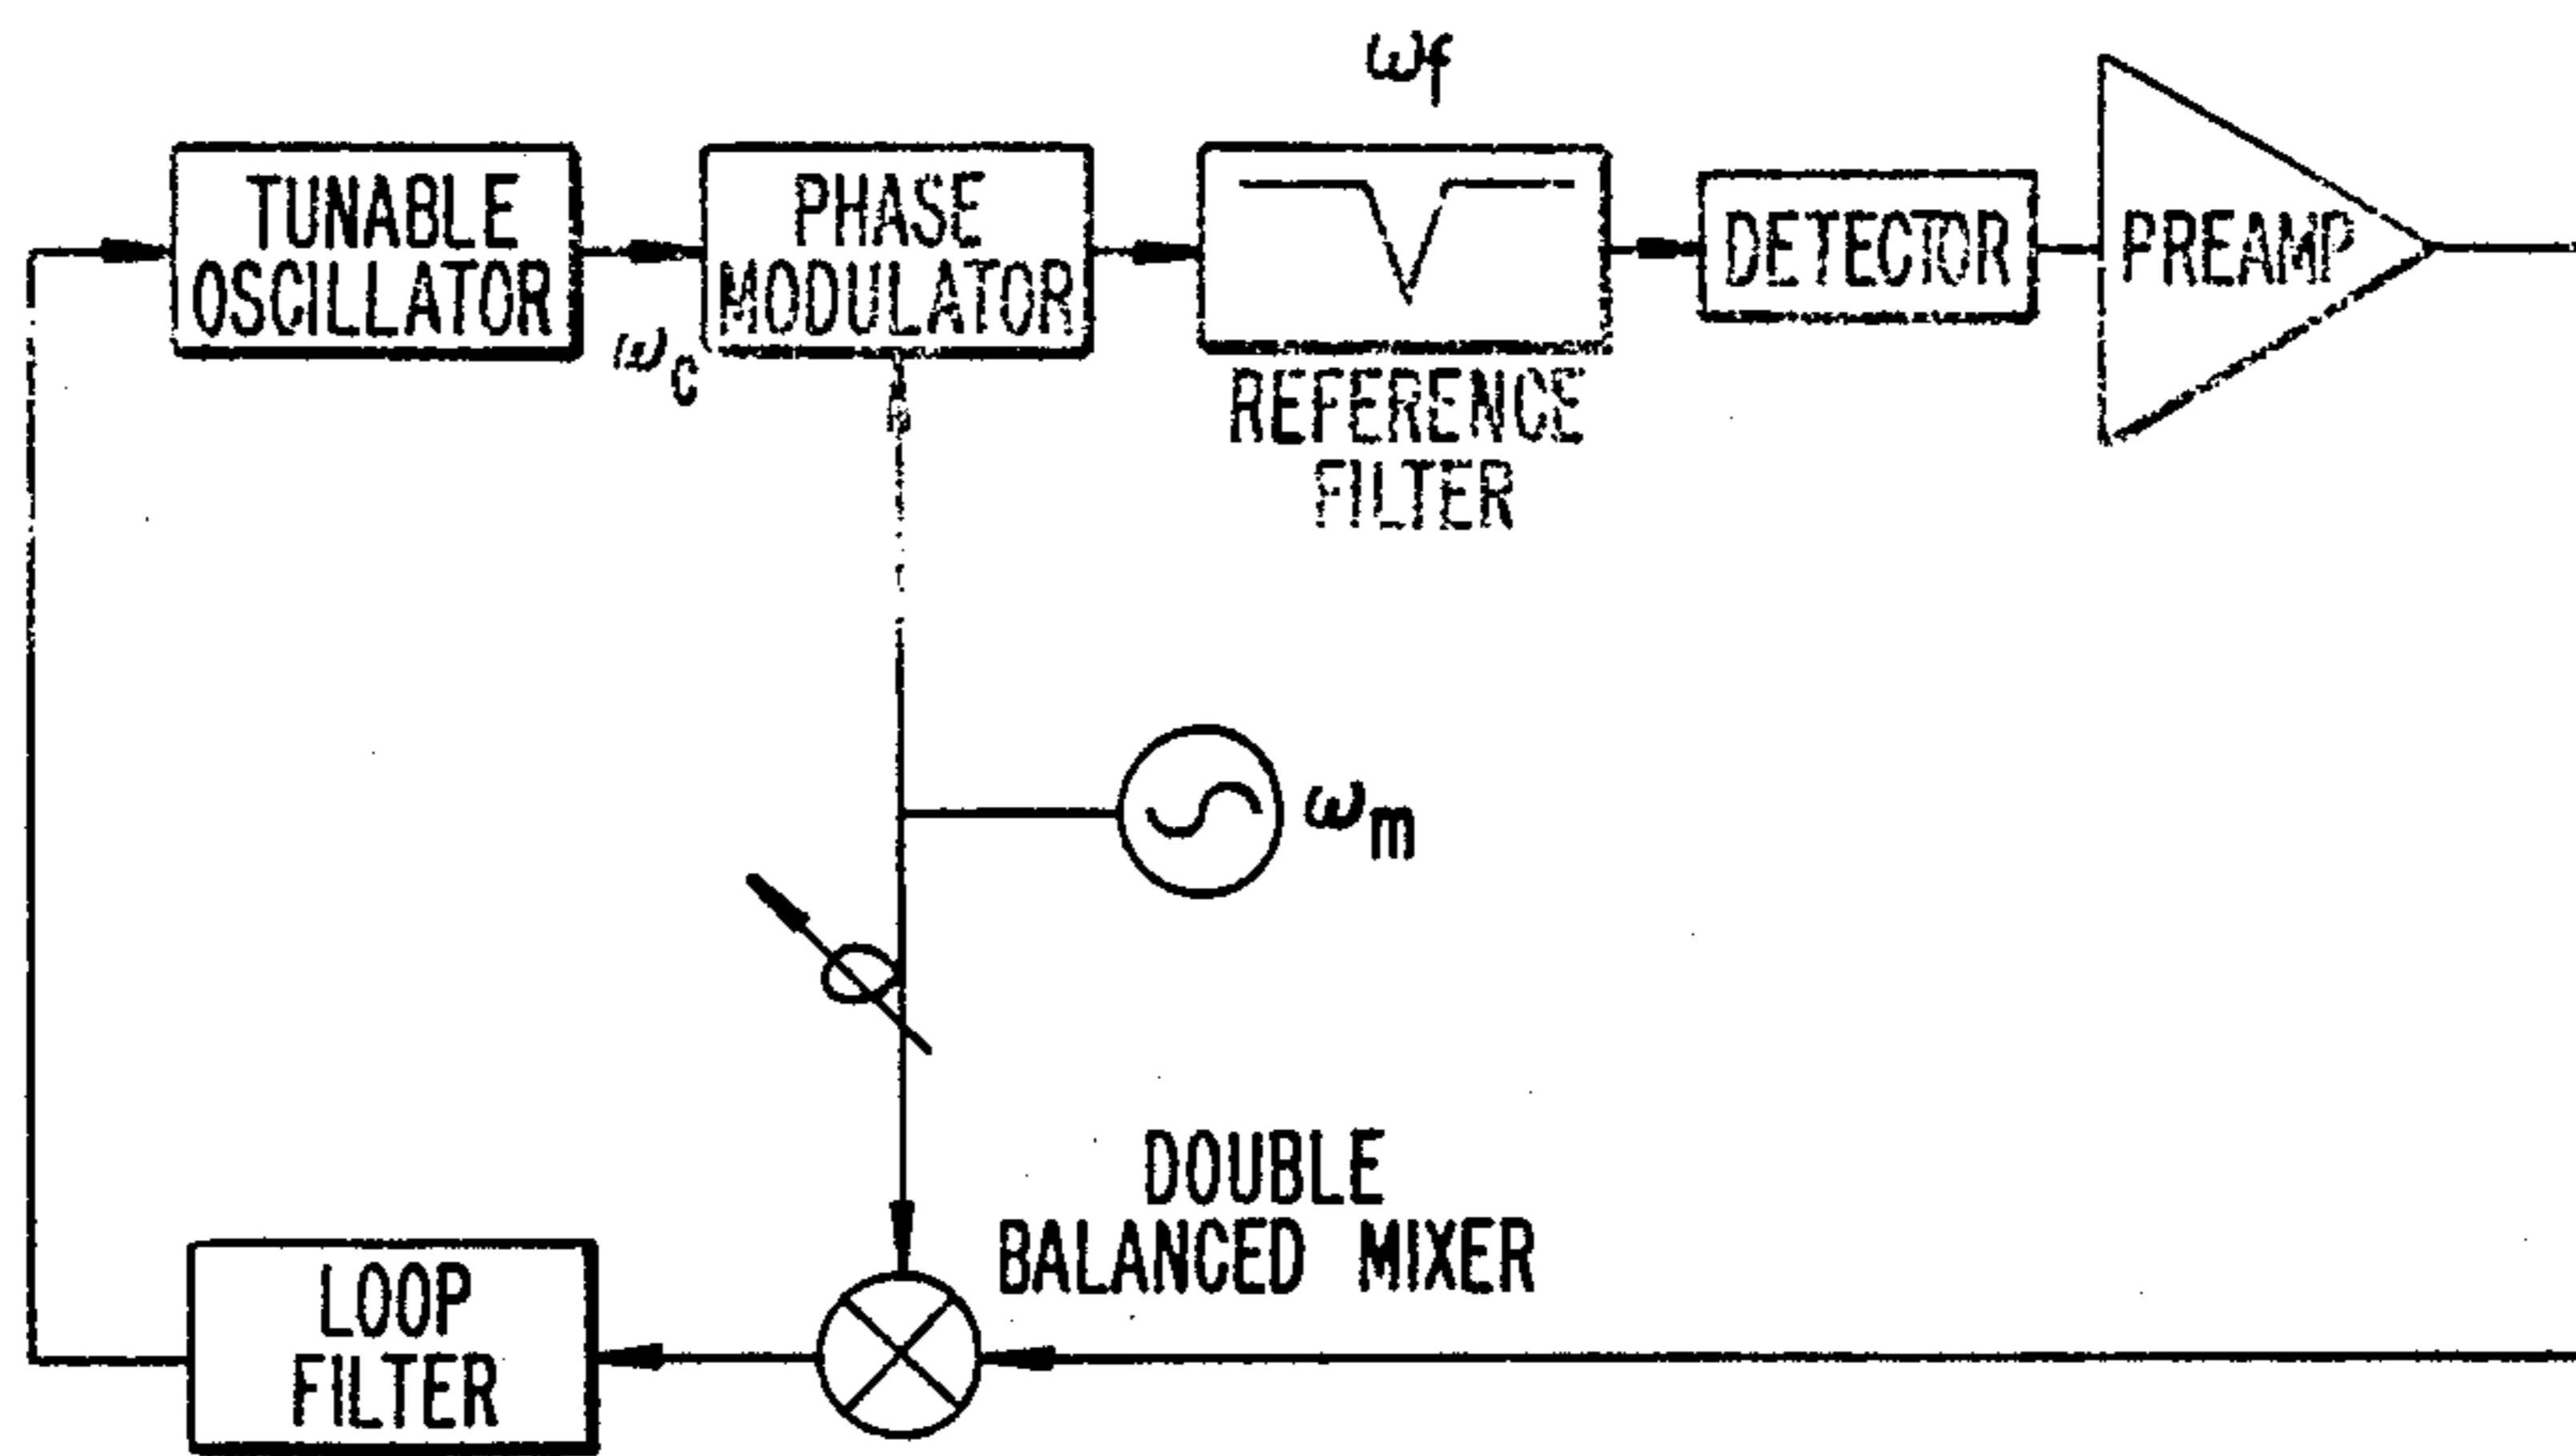 ωf
TUNABLE
OSCILLATOR
ωc
PHASE
MODULATOR
REFERENCE
FILTER
DETECTOR
PREAMP
ωm
DOUBLE
BALANCED MIXER
LOOP
FILTER